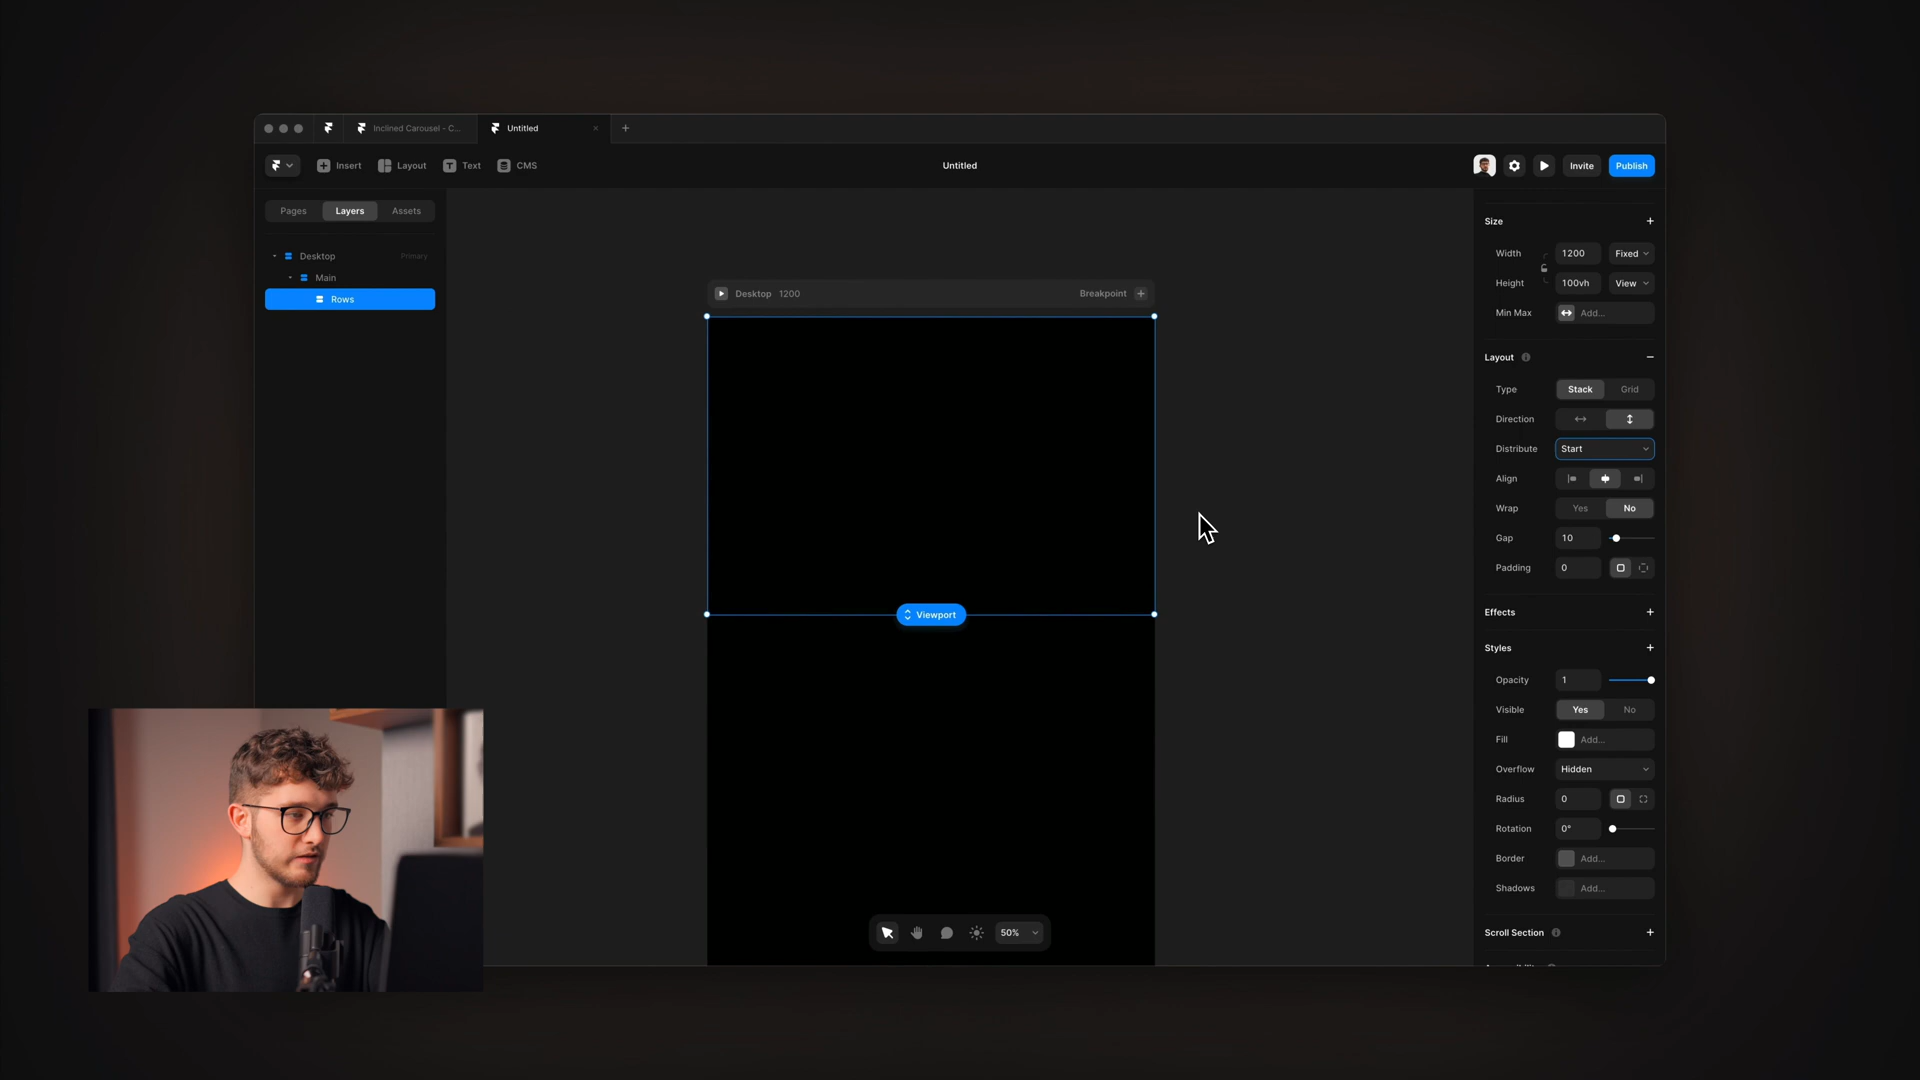 Inclined Carousel - C...
Untitled
Insert
Layout
Text
CMS
Untitled
Invite
Publish
Pages
Layers
Assets
Desktop
Primary
Main
Rows
Desktop 1200
Breakpoint
Viewport
50%
Size
Width
1200
Fixed
Height
100vh
View
Min Max
Add...
Layout
Type
Stack
Grid
Direction
Distribute
Start
Align
Wrap
Yes
No
Gap
10
Padding
0
Effects
Styles
Opacity
1
Visible
Yes
No
Fill
Add...
Overflow
Hidden
Radius
0
Rotation
0°
Border
Add...
Shadows
Add...
Scroll Section